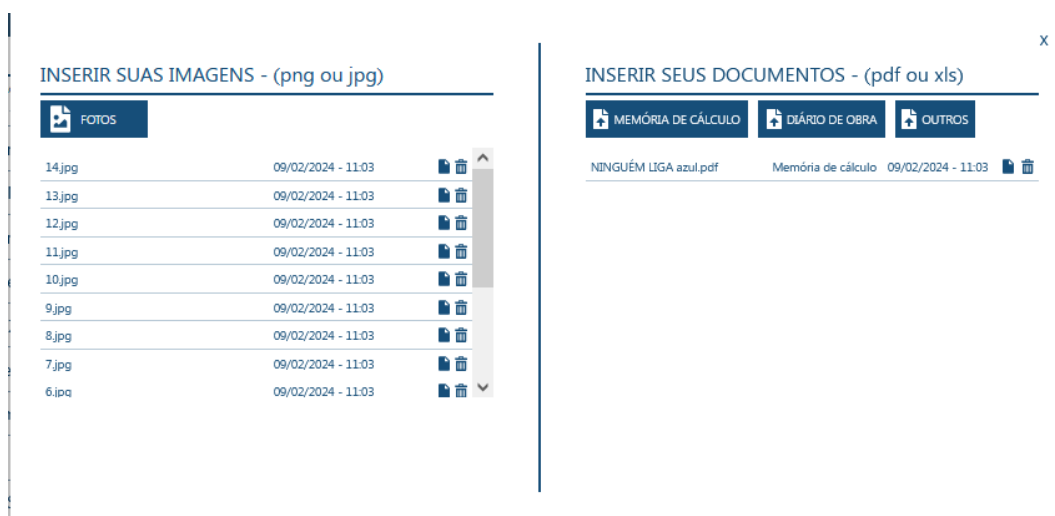 X
INSERIR SUAS IMAGENS - (png ou jpg)
FOTOS
14.jpg 09/02/2024 - 11:03
13.jpg 09/02/2024 - 11:03
12.jpg 09/02/2024 - 11:03
11.jpg 09/02/2024 - 11:03
10.jpg 09/02/2024 - 11:03
9.jpg 09/02/2024 - 11:03
8.jpg 09/02/2024 - 11:03
7.jpg 09/02/2024 - 11:03
6.jpg 09/02/2024 - 11:03
INSERIR SEUS DOCUMENTOS - (pdf ou xls)
MEMÓRIA DE CÁLCULO DIÁRIO DE OBRA OUTROS
NINGUÉM LIGA azul.pdf Memória de cálculo 09/02/2024 - 11:03